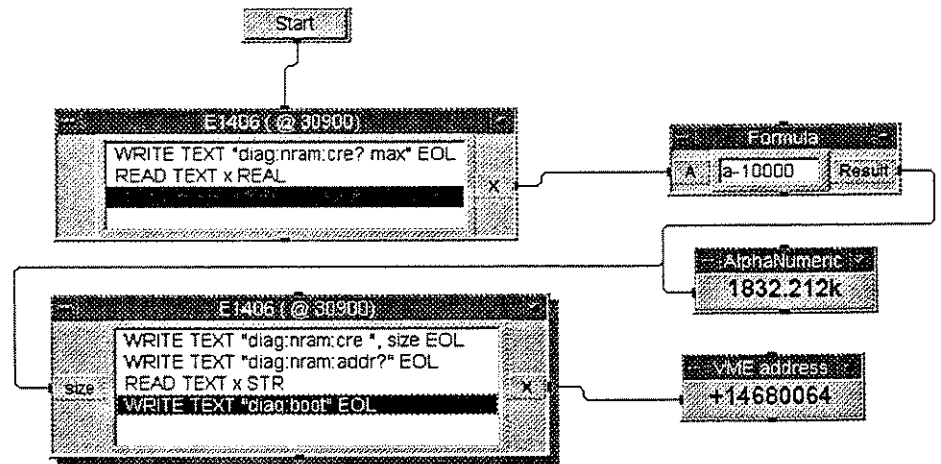 Start
E1406 ( @ 30900)
WRITE TEXT "diag:nram:cre? max" EOL
READ TEXT x REAL
X
Formula
A
a-10000
Result
AlphaNumeric
1832.212k
E1406 ( @ 30900)
size
WRITE TEXT "diag:nram:cre ", size EOL
WRITE TEXT "diag:nram:addr?" EOL
READ TEXT x STR
WRITE TEXT "diag:boot" EOL
X
VME address
+14680064